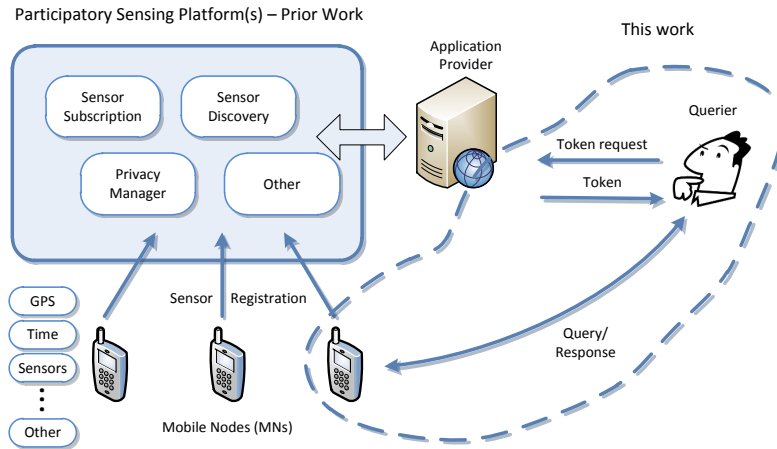 Participatory Sensing Platform(s) – Prior Work
This work
Application
Provider
Querier
Sensor
Subscription
Sensor
Discovery
Privacy
Manager
Other
Token request
Token
Sensor Registration
GPS
Time
Sensors
Other
Query/
Response
Mobile Nodes (MNs)